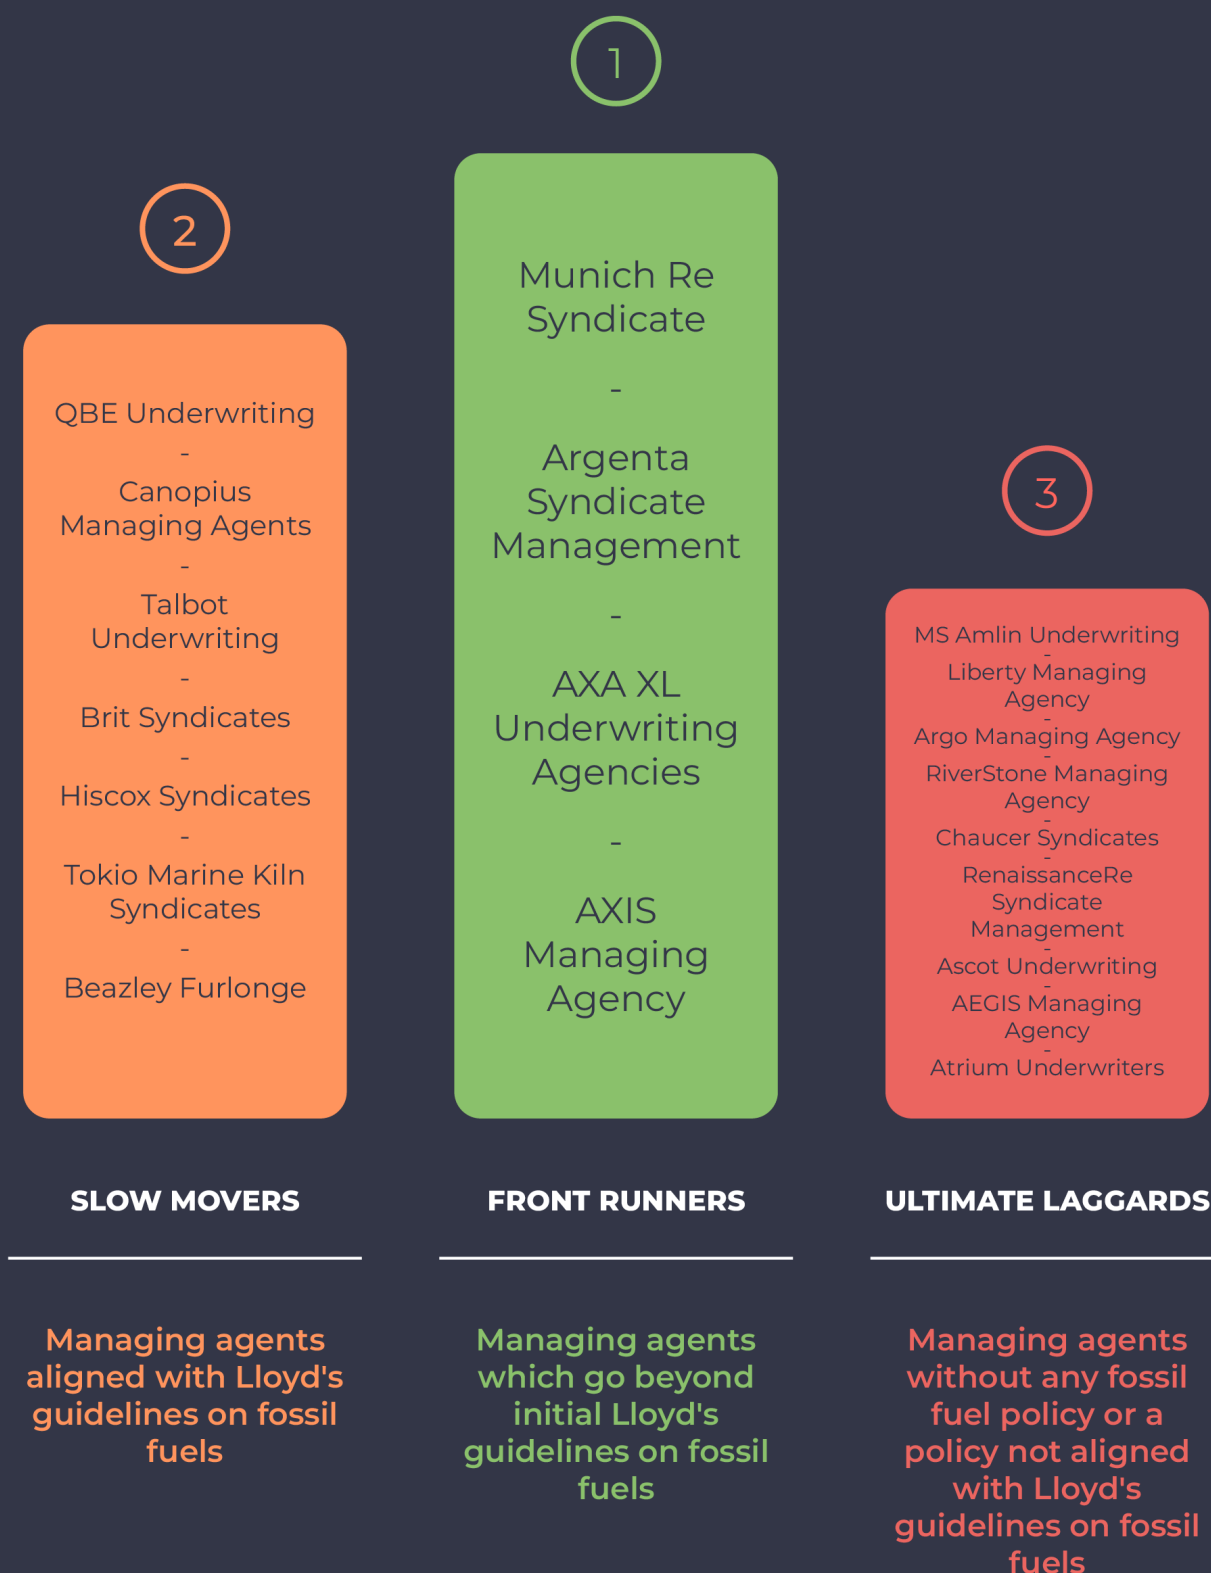 1
Munich Re
Syndicate
-
Argenta
Syndicate
Management
-
AXA XL
Underwriting
Agencies
-
AXIS
Managing
Agency
FRONT RUNNERS
Managing agents
which go beyond
initial Lloyd's
guidelines on fossil
fuels
2
QBE Underwriting
-
Canopius
Managing Agents
-
Talbot
Underwriting
-
Brit Syndicates
-
Hiscox Syndicates
-
Tokio Marine Kiln
Syndicates
-
Beazley Furlonge
SLOW MOVERS
Managing agents
aligned with Lloyd's
guidelines on fossil
fuels
3
MS Amlin Underwriting
-
Liberty Managing
Agency
-
Argo Managing Agency
-
RiverStone Managing
Agency
-
Chaucer Syndicates
-
RenaissanceRe
Syndicate
Management
-
Ascot Underwriting
-
AEGIS Managing
Agency
-
Atrium Underwriters
ULTIMATE LAGGARDS
Managing agents
without any fossil
fuel policy or a
policy not aligned
with Lloyd's
guidelines on fossil
fuels